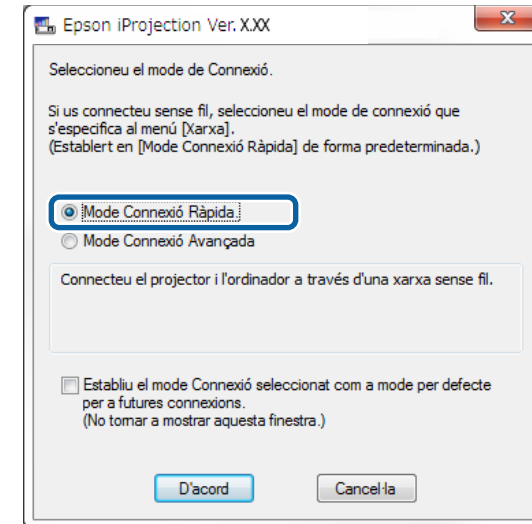 Epson iProjection Ver. X.XX
Seleccioneu el mode de Connexió.
Si us connecteu sense fil, seleccioneu el mode de connexió que
s'especifica al menú [Xarxa].
(Establert en [Mode Connexió Ràpida] de forma predeterminada.)
Mode Connexió Ràpida.
Mode Connexió Avançada
Connecteu el projector i l'ordinador a través d'una xarxa sense fil.
Establiu el mode Connexió seleccionat com a mode per defecte
per a futures connexions.
(No tornar a mostrar aquesta finestra.)
D'acord
Cancel·la